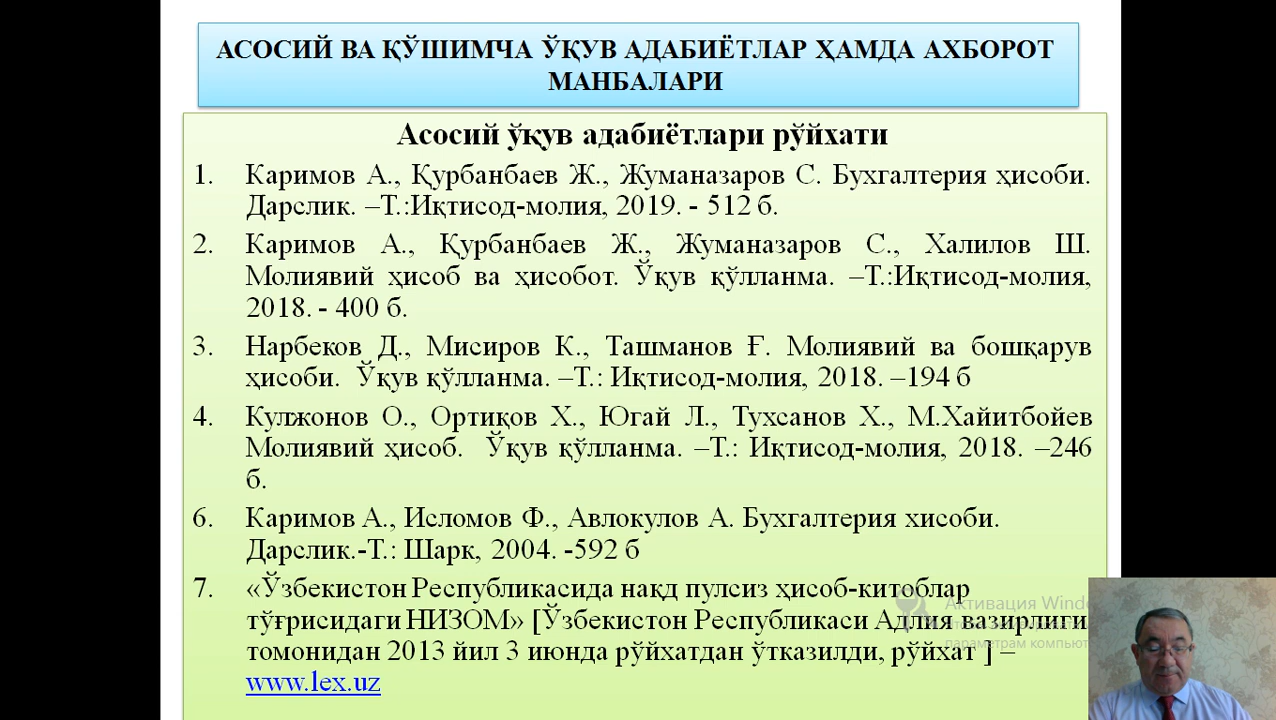 АСОСИЙ ВА ҚЎШИМЧА ЎҚУВ АДАБИЁТЛАР ҲАМДА АХБОРОТ
МАНБАЛАРИ
Асосий ўқув адабиётлари рўйхати
1. Каримов А., Қурбанбаев Ж., Жуманазаров С. Бухгалтерия ҳисоби.
Дарслик. –Т.:Иқтисод-молия, 2019. - 512 б.
2. Каримов А., Қурбанбаев Ж., Жуманазаров С., Халилов Ш.
Молиявий ҳисоб ва ҳисобот. Ўқув қўлланма. –Т.:Иқтисод-молия,
2018. - 400 б.
3. Нарбеков Д., Мисиров К., Ташманов Ғ. Молиявий ва бошқарув
ҳисоби. Ўқув қўлланма. –Т.: Иқтисод-молия, 2018. –194 б
4. Кулжонов О., Ортиқов Х., Югай Л., Тухсанов Х., М.Хайитбойев
Молиявий ҳисоб. Ўқув қўлланма. –Т.: Иқтисод-молия, 2018. –246
б.
6. Каримов А., Исломов Ф., Авлокулов А. Бухгалтерия хисоби.
Дарслик.-Т.: Шарк, 2004. -592 б
7. «Ўзбекистон Республикасида нақд пулсиз ҳисоб-китоблар
тўғрисидаги НИЗОМ» [Ўзбекистон Республикаси Адлия вазирлиги
томонидан 2013 йил 3 июнда рўйхатдан ўтказилди, рўйхат ] –
www.lex.uz
Активация Windo
параметрам компьют